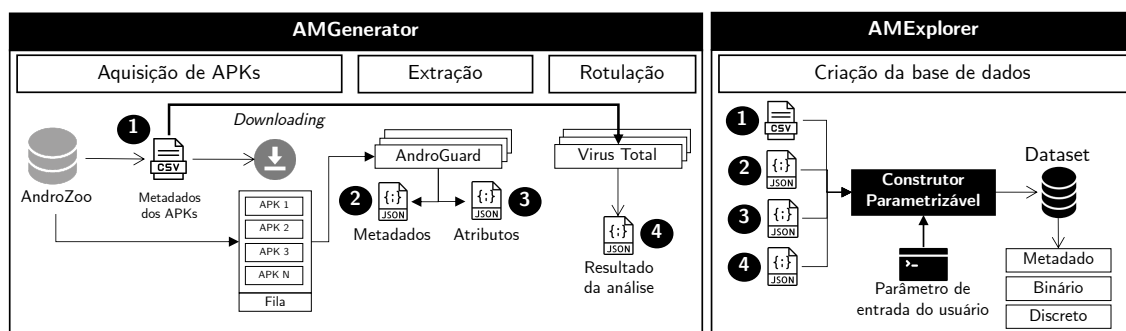 AMGenerator
Aquisição de APKs
Extração
Rotulação
1
Downloading
CSV
AndroZoo
Metadados
dos APKs
APK 1
APK 2
APK 3
APK N
Fila
AndroGuard
2
{;}
JSON
Metadados
{;}
JSON
3
Atributos
Virus Total
{;}
JSON
4
Resultado
da análise
AMExplorer
Criação da base de dados
1
CSV
2
{;}
JSON
3
{;}
JSON
4
{;}
JSON
Construtor
Parametrizável
Parâmetro de
entrada do usuário
Dataset
Metadado
Binário
Discreto